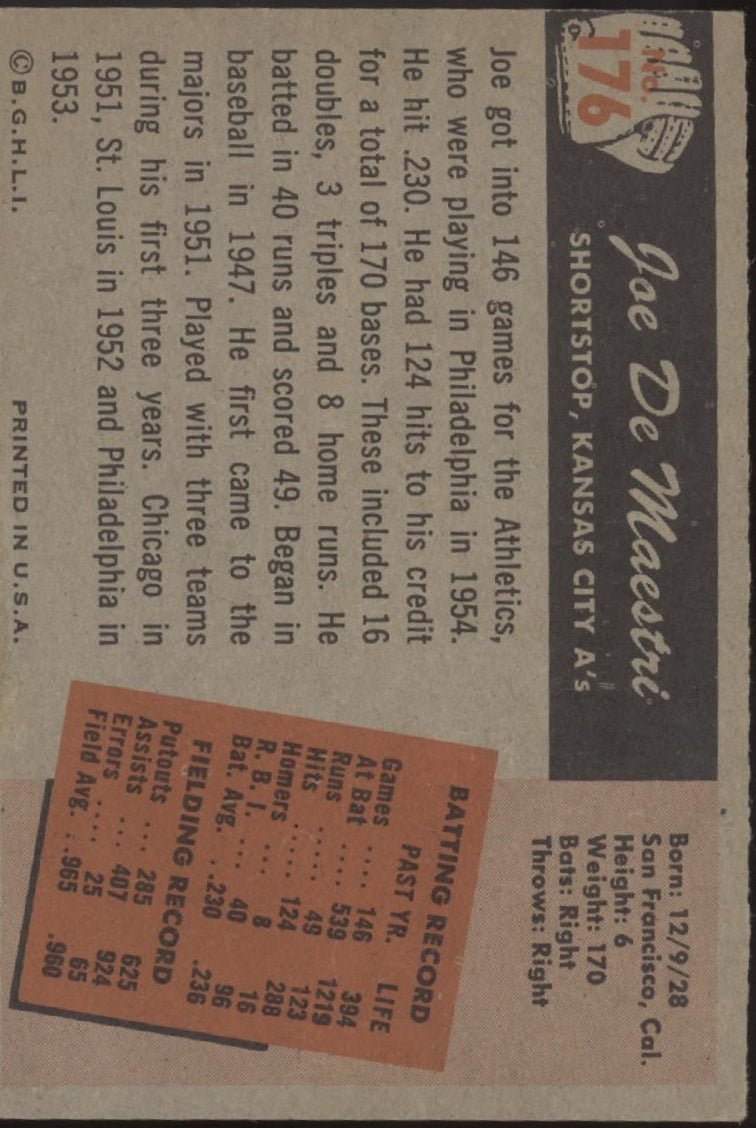 No.
176
Joe De Maestri
SHORTSTOP, KANSAS CITY A's
Born: 12/9/28
San Francisco, Cal.
Height: 6
Weight: 170
Bats: Right
Throws: Right
Joe got into 146 games for the Athletics,
who were playing in Philadelphia in 1954.
He hit .230. He had 124 hits to his credit
for a total of 170 bases. These included 16
doubles, 3 triples and 8 home runs. He
batted in 40 runs and scored 49. Began in
baseball in 1947. He first came to the
majors in 1951. Played with three teams
during his first three years. Chicago in
1951, St. Louis in 1952 and Philadelphia in
1953.
©B.G.H.L.I. PRINTED IN U.S.A.
BATTING RECORD
PAST YR. LIFE
Games .... 146 394
At Bat .... 539 1219
Runs ..... 49 123
Hits ..... 124 288
Homers ... 8 16
R. B. I. .... 40 96
Bat. Avg. . .230 .236
FIELDING RECORD
Putouts ... 285 625
Assists ... 407 924
Errors .... 25 65
Field Avg. . .965 .960